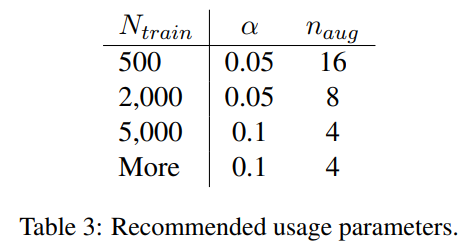 N_train α n_aug
500 0.05 16
2,000 0.05 8
5,000 0.1 4
More 0.1 4
Table 3: Recommended usage parameters.